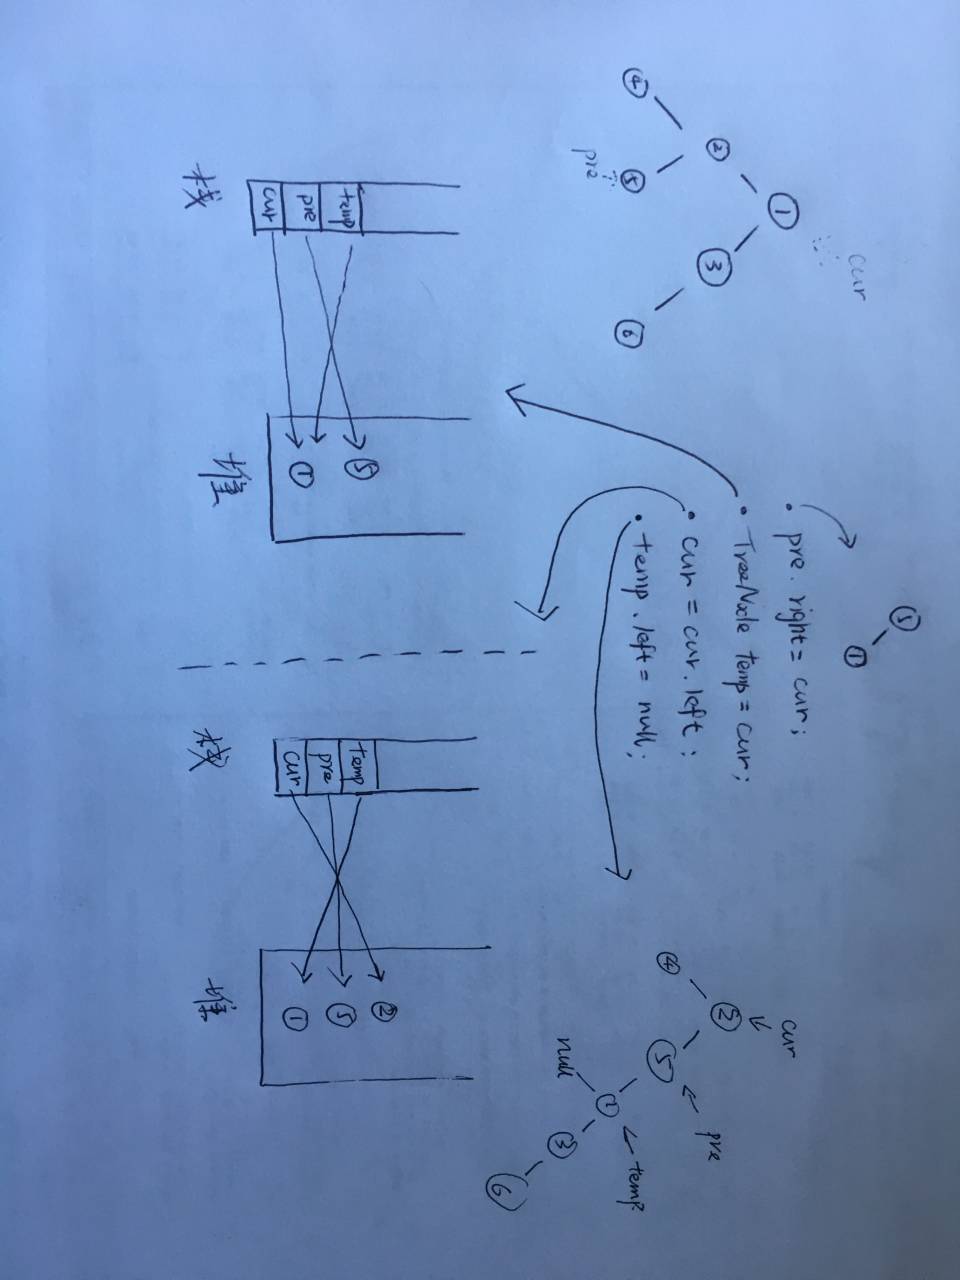 cur
①
② ③
④ ⑤ ⑥
pre
⑤
①
pre. right = cur;
TreeNode temp = cur;
cur = cur. left ;
temp. left = null;
cur
②
④ ⑤
pre
① temp
null ③
⑥
temp
pre
cur
栈
⑤
①
堆
temp
pre
cur
栈
②
⑤
①
堆